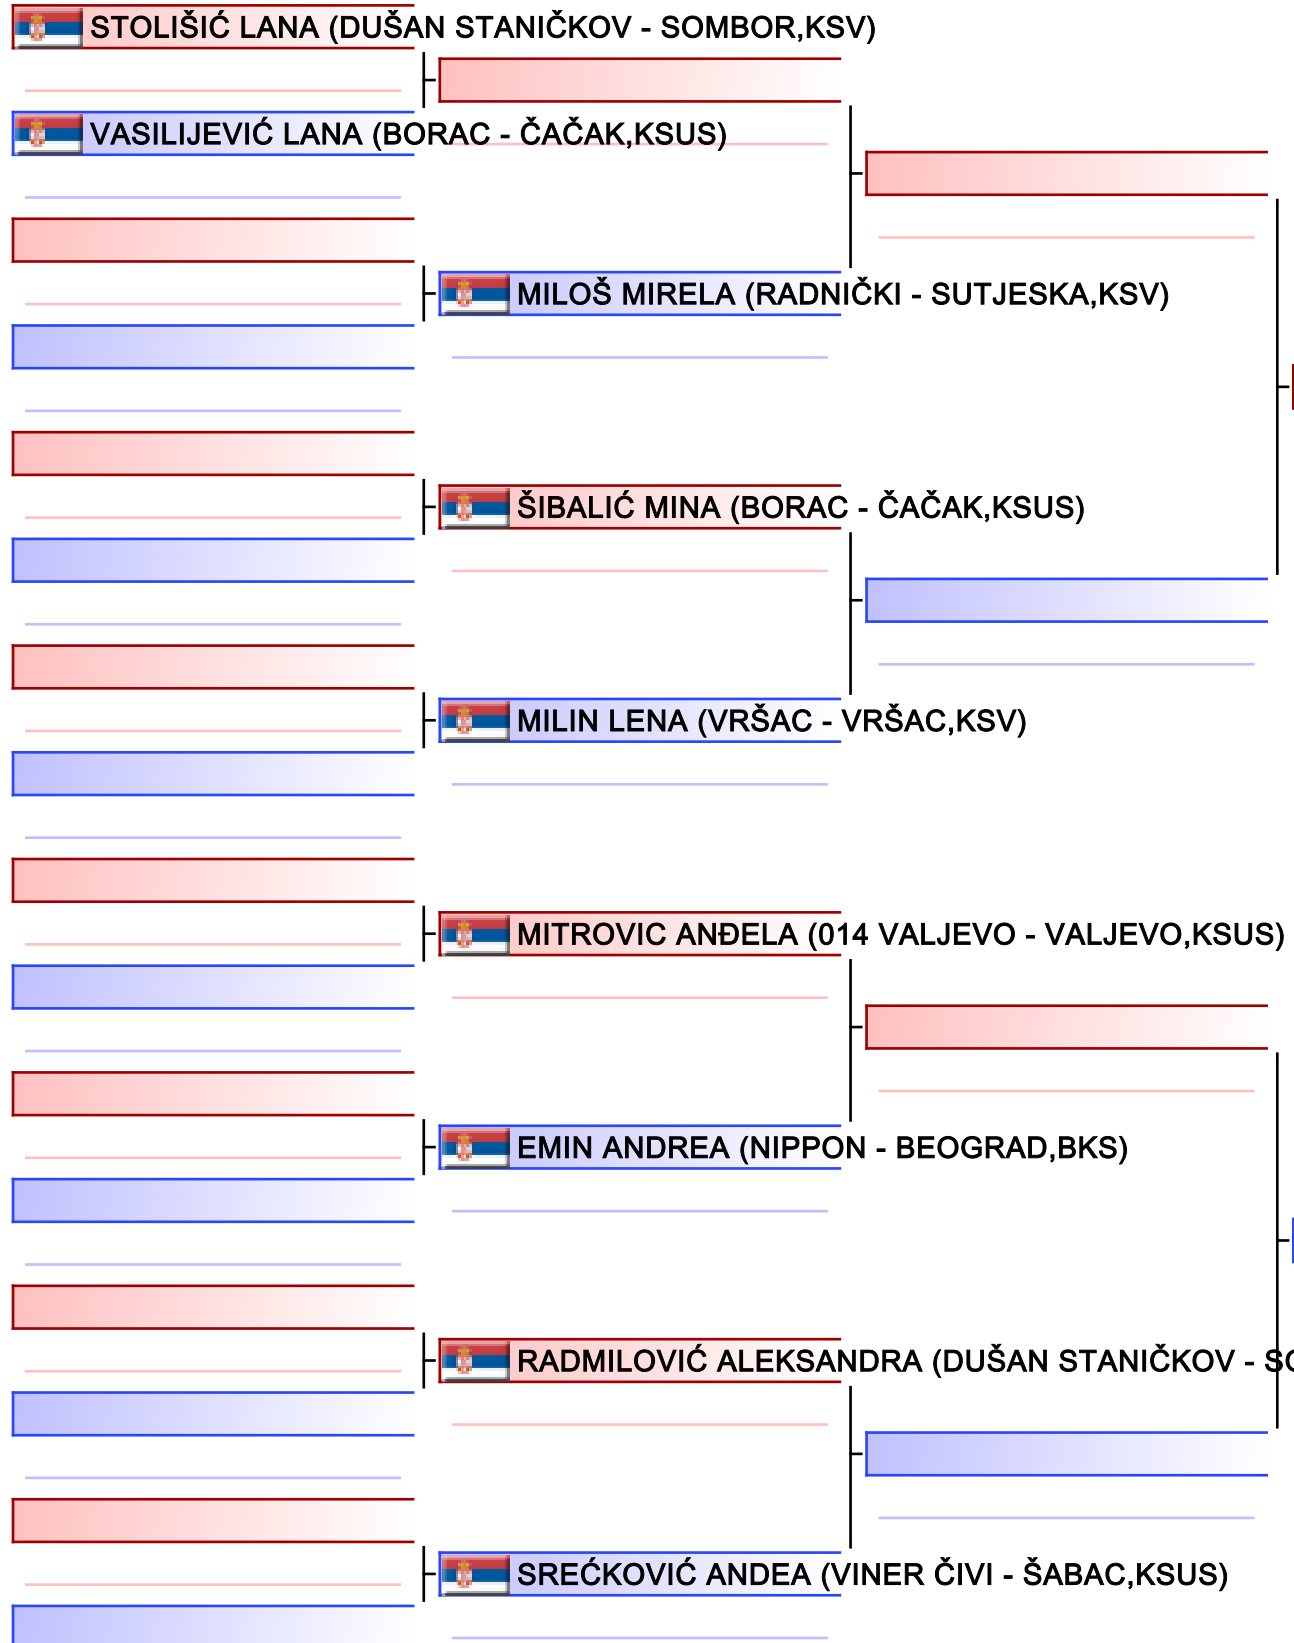 STOLIŠIĆ LANA (DUŠAN STANIČKOV - SOMBOR,KSV)
VASILIJEVIĆ LANA (BORAC - ČAČAK,KSUS)
MILOŠ MIRELA (RADNIČKI - SUTJESKA,KSV)
ŠIBALIĆ MINA (BORAC - ČAČAK,KSUS)
MILIN LENA (VRŠAC - VRŠAC,KSV)
MITROVIC ANĐELA (014 VALJEVO - VALJEVO,KSUS)
EMIN ANDREA (NIPPON - BEOGRAD,BKS)
RADMILOVIĆ ALEKSANDRA (DUŠAN STANIČKOV -
SREĆKOVIĆ ANDEA (VINER ČIVI - ŠABAC,KSUS)